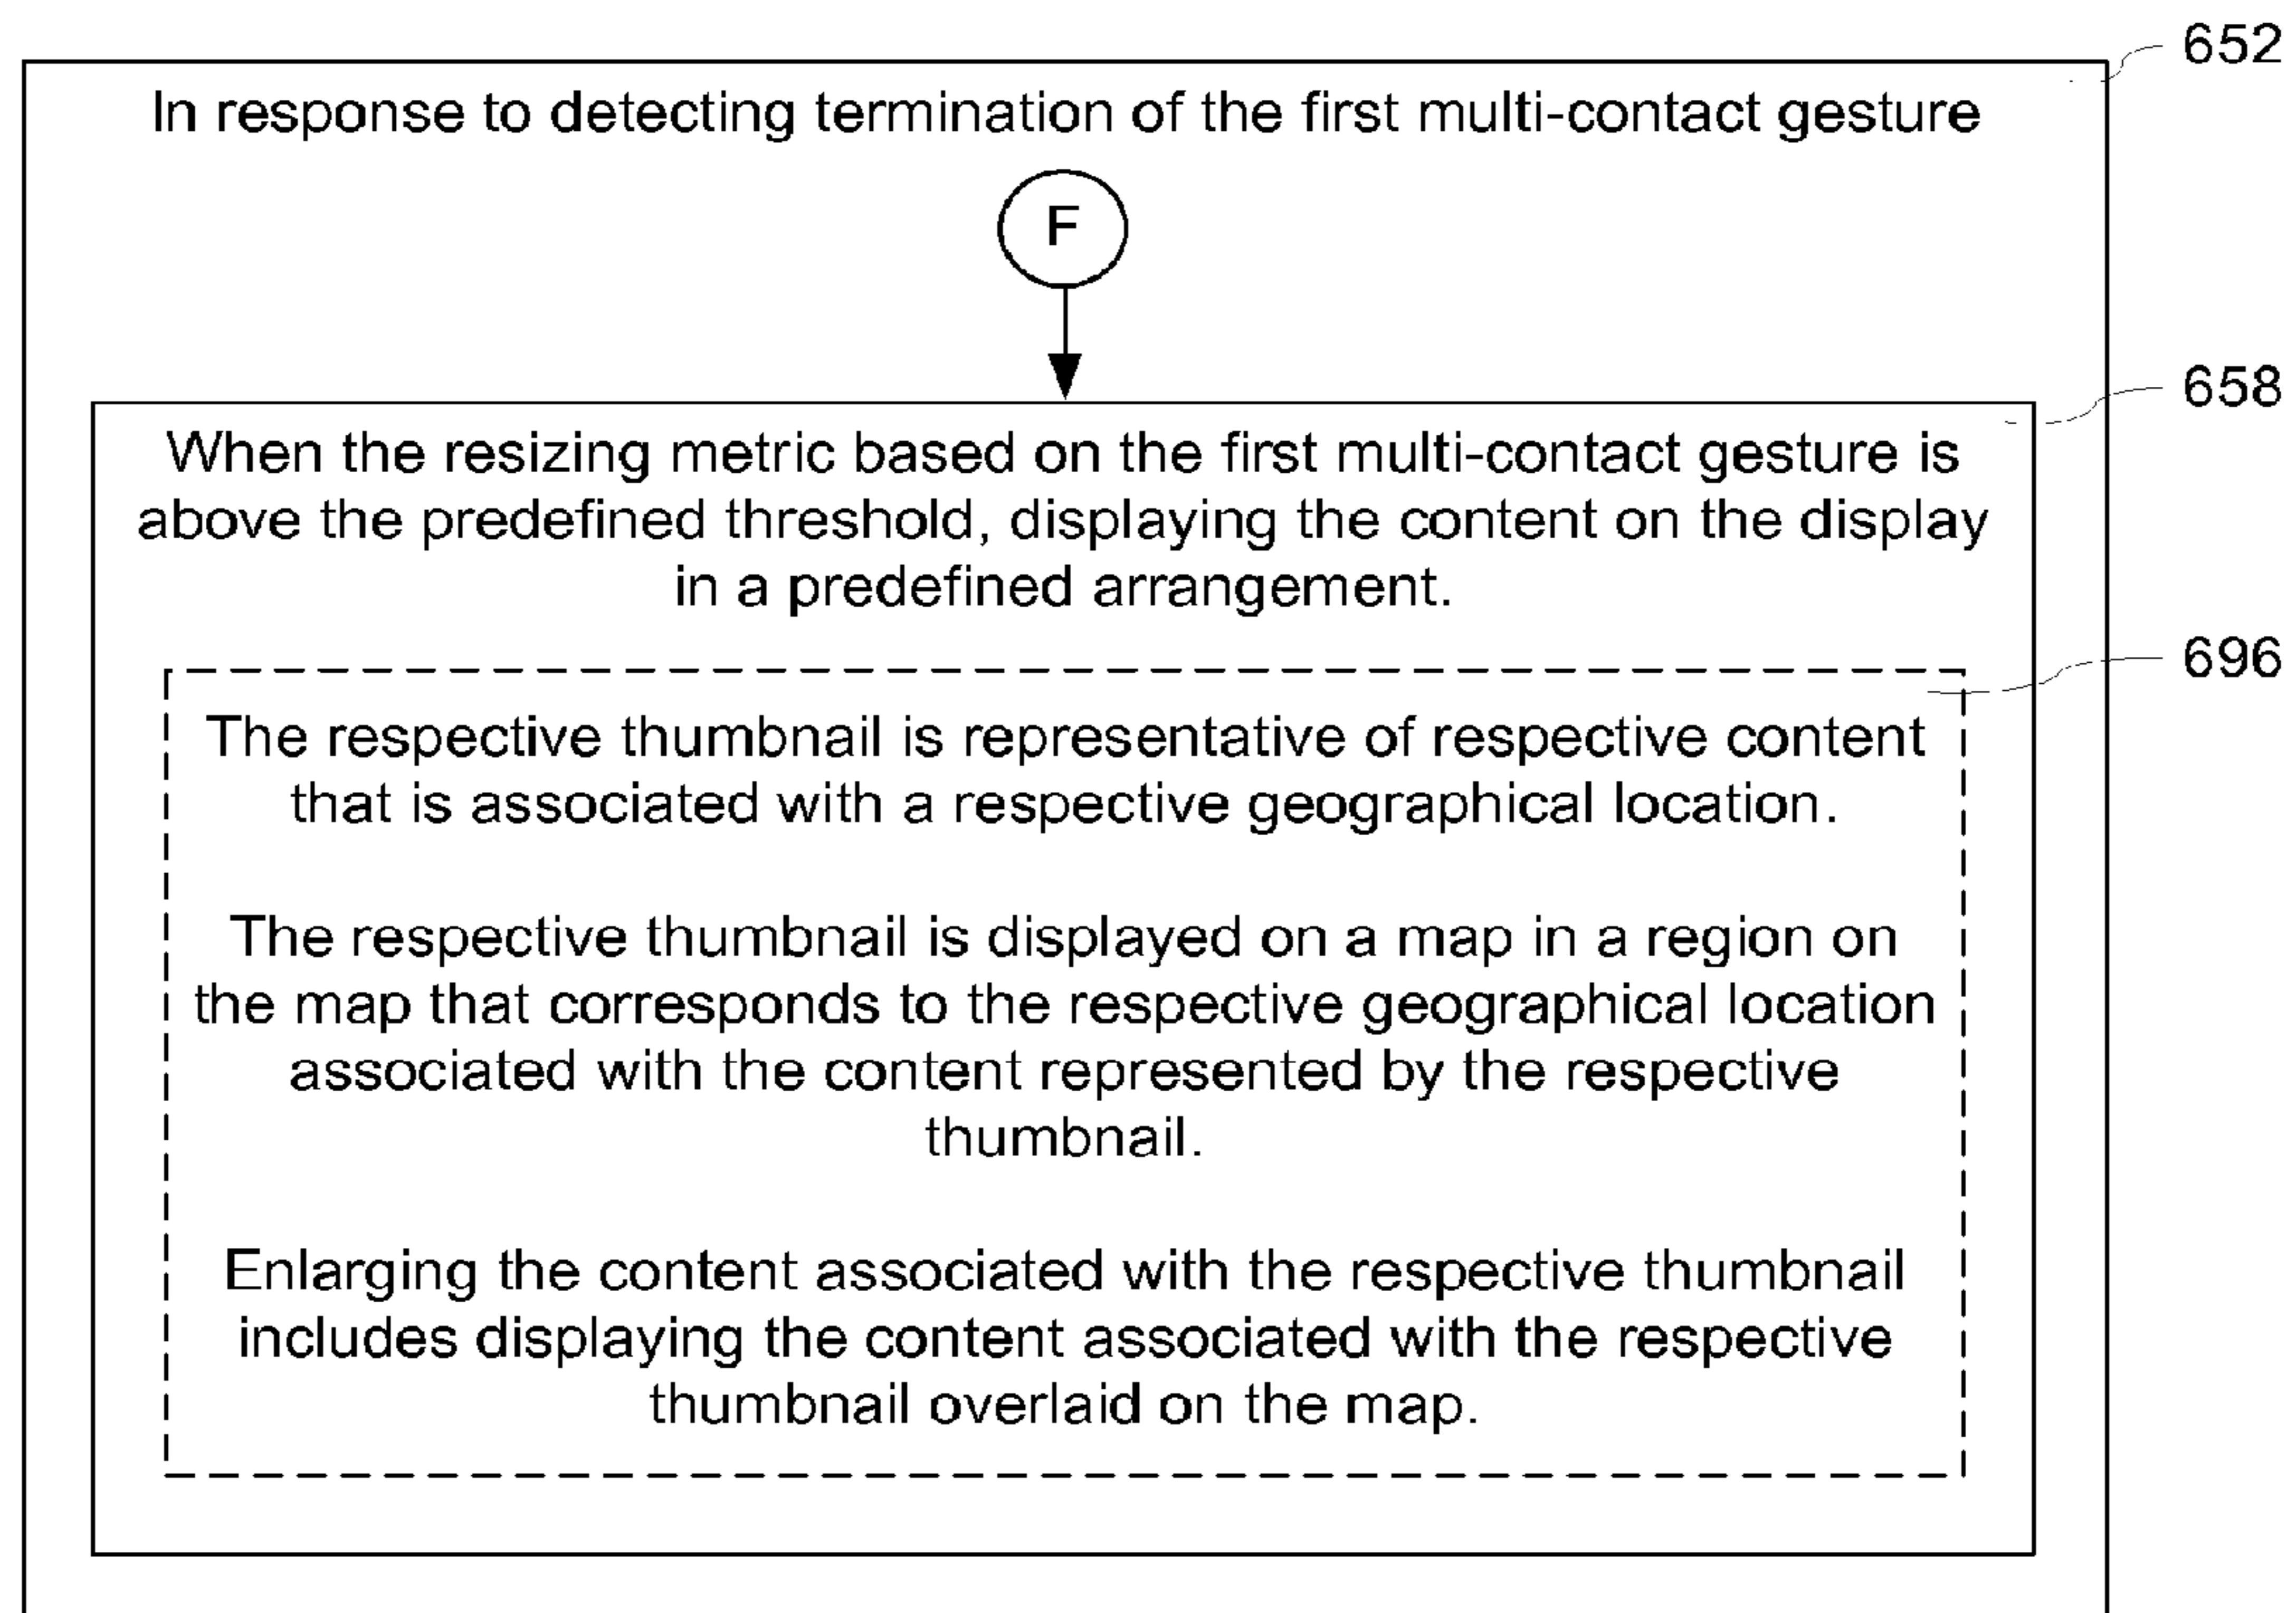 652
In response to detecting termination of the first multi-contact gesture
F
658
When the resizing metric based on the first multi-contact gesture is
above the predefined threshold, displaying the content on the display
in a predefined arrangement.
696
The respective thumbnail is representative of respective content
that is associated with a respective geographical location.
The respective thumbnail is displayed on a map in a region on
the map that corresponds to the respective geographical location
associated with the content represented by the respective
thumbnail.
Enlarging the content associated with the respective thumbnail
includes displaying the content associated with the respective
thumbnail overlaid on the map.